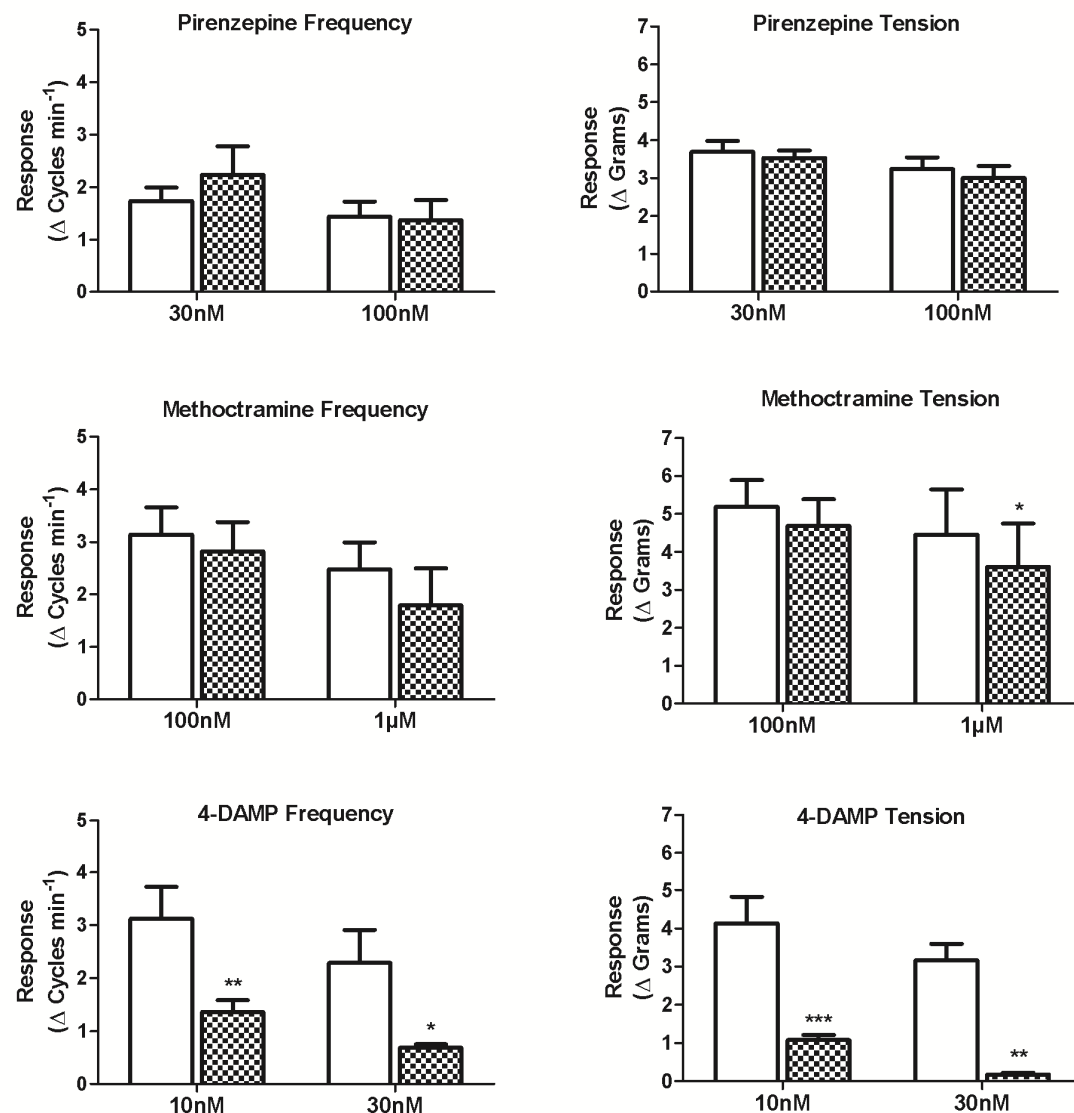 Pirenzepine Frequency
Response
(Δ Cycles min⁻¹)
5
4
3
2
1
0
30nM
100nM
Pirenzepine Tension
Response
(Δ Grams)
7
6
5
4
3
2
1
0
30nM
100nM
Methoctramine Frequency
Response
(Δ Cycles min⁻¹)
5
4
3
2
1
0
100nM
1µM
Methoctramine Tension
Response
(Δ Grams)
7
6
5
4
3
2
1
0
*
100nM
1µM
4-DAMP Frequency
Response
(Δ Cycles min⁻¹)
5
4
3
2
1
0
**
*
10nM
30nM
4-DAMP Tension
Response
(Δ Grams)
7
6
5
4
3
2
1
0
***
**
10nM
30nM